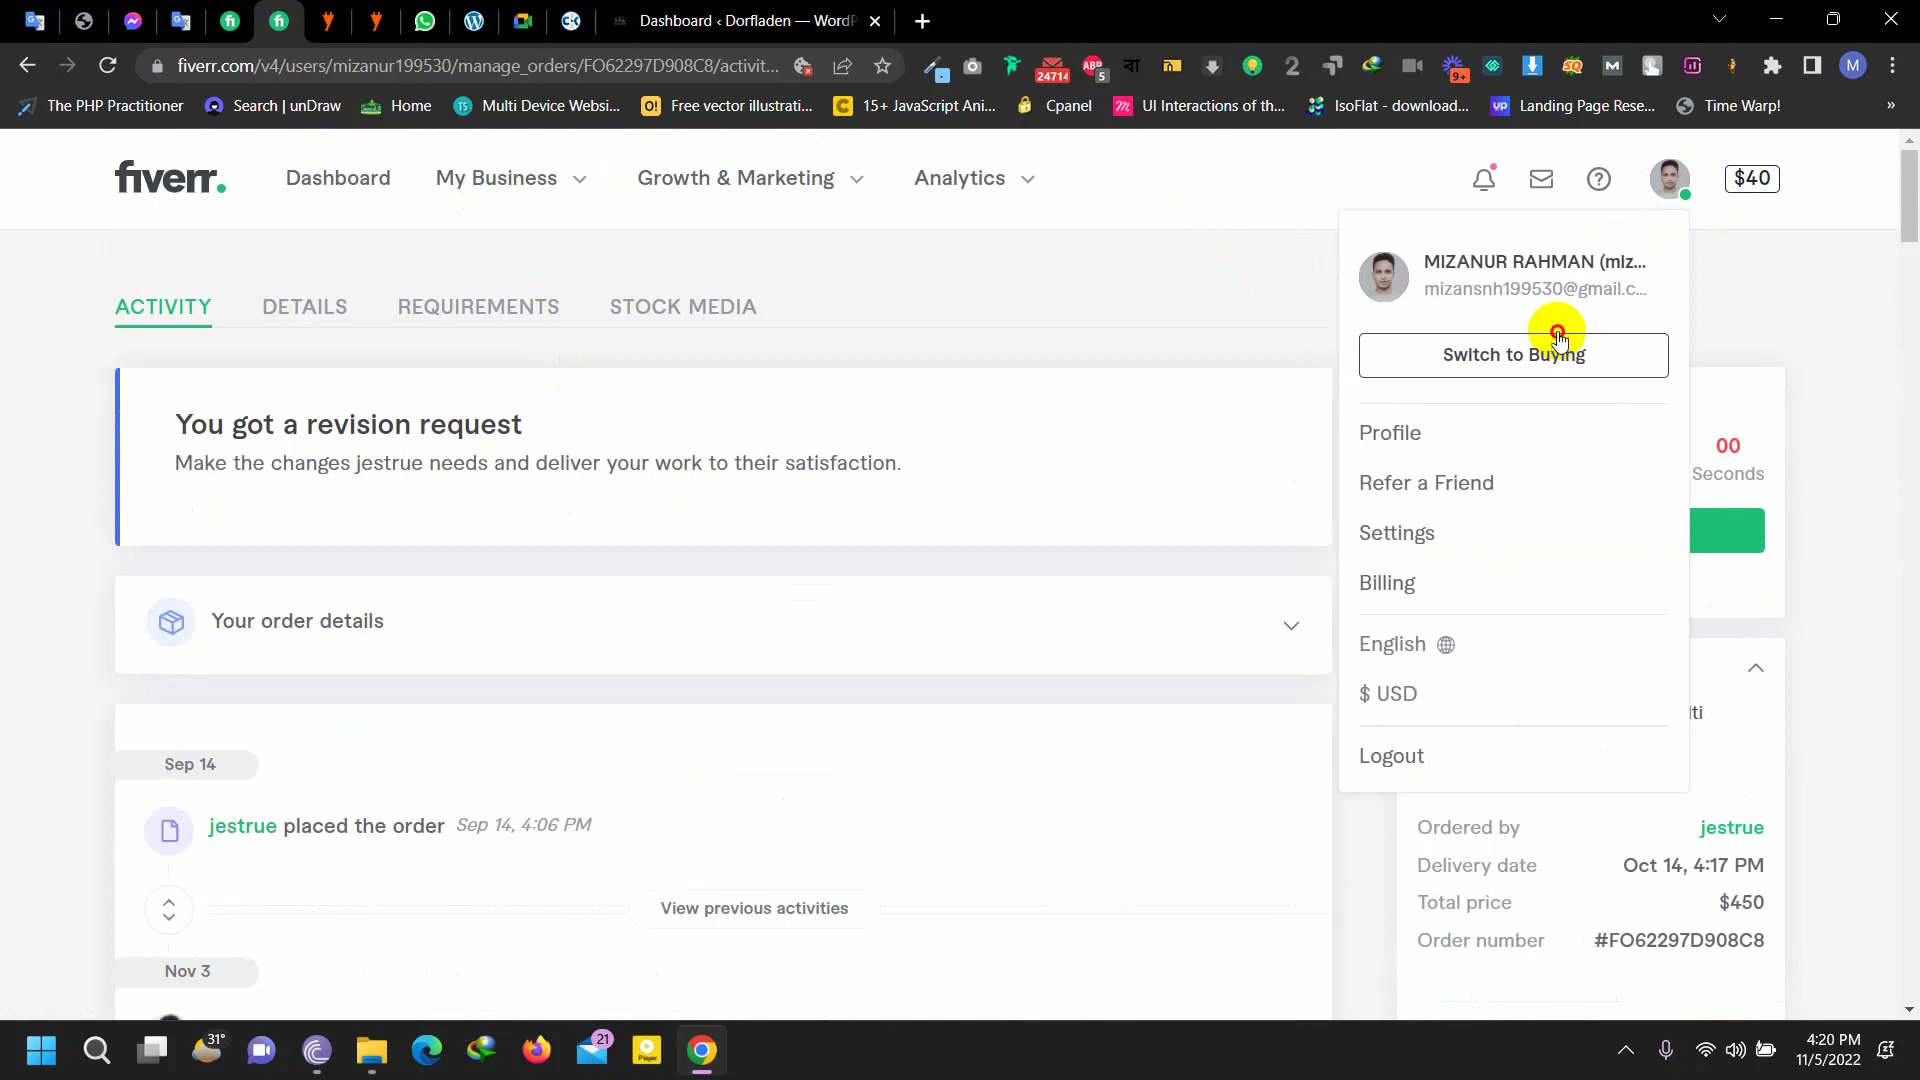 Dashboard ‹ Dorfladen — WordP
fiverr.com/v4/users/mizanur199530/manage_orders/FO62297D908C8/activit...
24714
ABP
5
2
9+
M
The PHP Practitioner
Search | unDraw
Home
Multi Device Websi...
Free vector illustrati...
15+ JavaScript Ani...
Cpanel
UI Interactions of th...
IsoFlat - download...
Landing Page Rese...
Time Warp!
»
fiverr.
Dashboard
My Business
Growth & Marketing
Analytics
$40
MIZANUR RAHMAN (miz...
mizansnh199530@gmail.c...
Switch to Buying
Profile
Refer a Friend
Settings
Billing
English
$ USD
Logout
ACTIVITY
DETAILS
REQUIREMENTS
STOCK MEDIA
You got a revision request
Make the changes jestrue needs and deliver your work to their satisfaction.
00
Seconds
Your order details
Sep 14
jestrue placed the order Sep 14, 4:06 PM
View previous activities
Nov 3
Ordered by jestrue
Delivery date Oct 14, 4:17 PM
Total price $450
Order number #FO62297D908C8
31°
21
Player
4:20 PM
11/5/2022